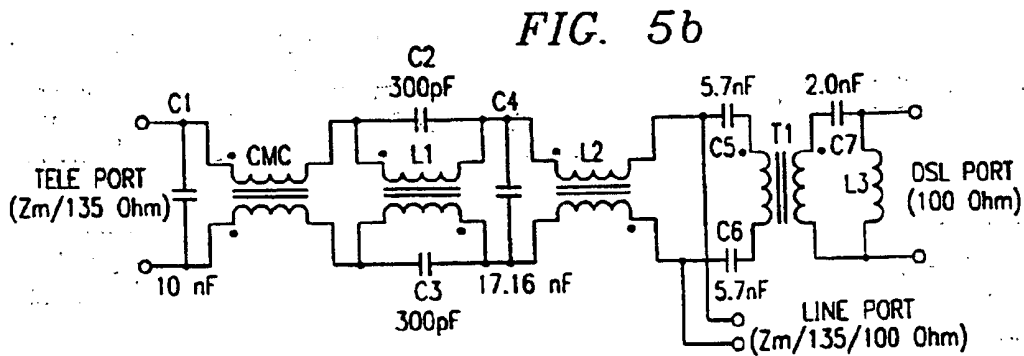 FIG. 5b
C2
300pF
C1
C4
5.7nF
2.0nF
CMC
L1
L2
C5
T1
C7
L3
TELE PORT
(Zm/135 Ohm)
DSL PORT
(100 Ohm)
C6
10 nF
C3
300pF
17.16 nF
5.7nF
LINE PORT
(Zm/135/100 Ohm)